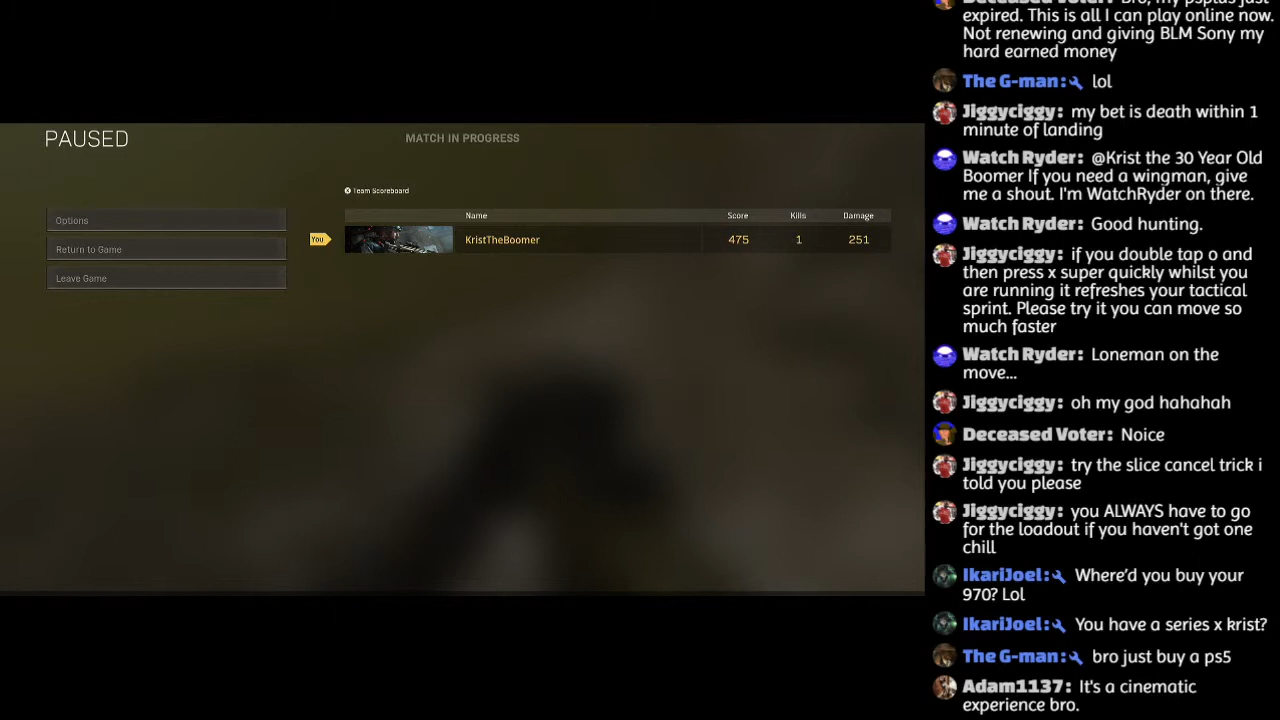 PAUSED
MATCH IN PROGRESS
Team Scoreboard
Options
Return to Game
Leave Game
Name Score Kills Damage
You KristTheBoomer 475 1 251
Deceased Voter: Bro, my psplus just
expired. This is all I can play online now.
Not renewing and giving BLM Sony my
hard earned money
The G-man: lol
Jiggyciggy: my bet is death within 1
minute of landing
Watch Ryder: @Krist the 30 Year Old
Boomer If you need a wingman, give
me a shout. I'm WatchRyder on there.
Watch Ryder: Good hunting.
Jiggyciggy: if you double tap o and
then press x super quickly whilst you
are running it refreshes your tactical
sprint. Please try it you can move so
much faster
Watch Ryder: Loneman on the
move...
Jiggyciggy: oh my god hahahah
Deceased Voter: Noice
Jiggyciggy: try the slice cancel trick i
told you please
Jiggyciggy: you ALWAYS have to go
for the loadout if you haven't got one
chill
IkariJoel: Where'd you buy your
970? Lol
IkariJoel: You have a series x krist?
The G-man: bro just buy a ps5
Adam1137: It's a cinematic
experience bro.